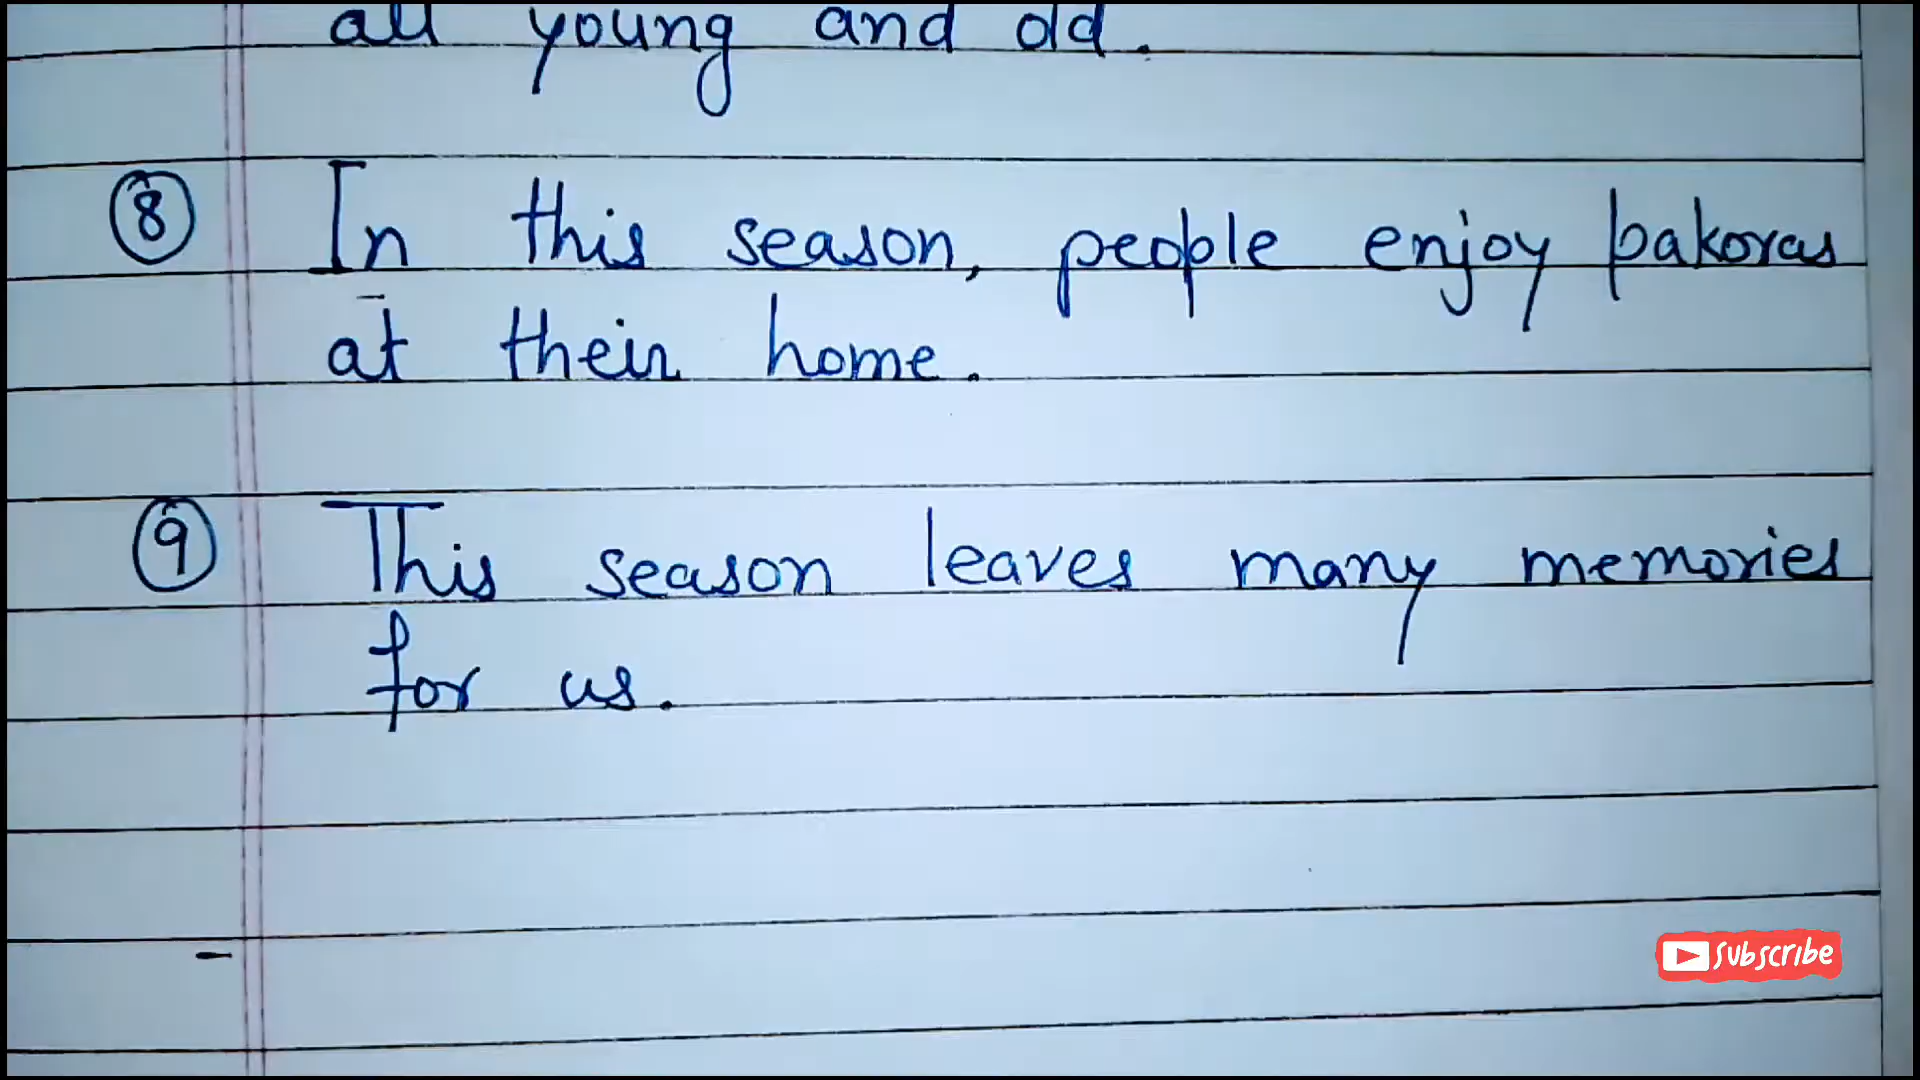 all young and old.
8 In this season, people enjoy pakoras
at their home.
9 This season leaves many memories
for us.
Subscribe